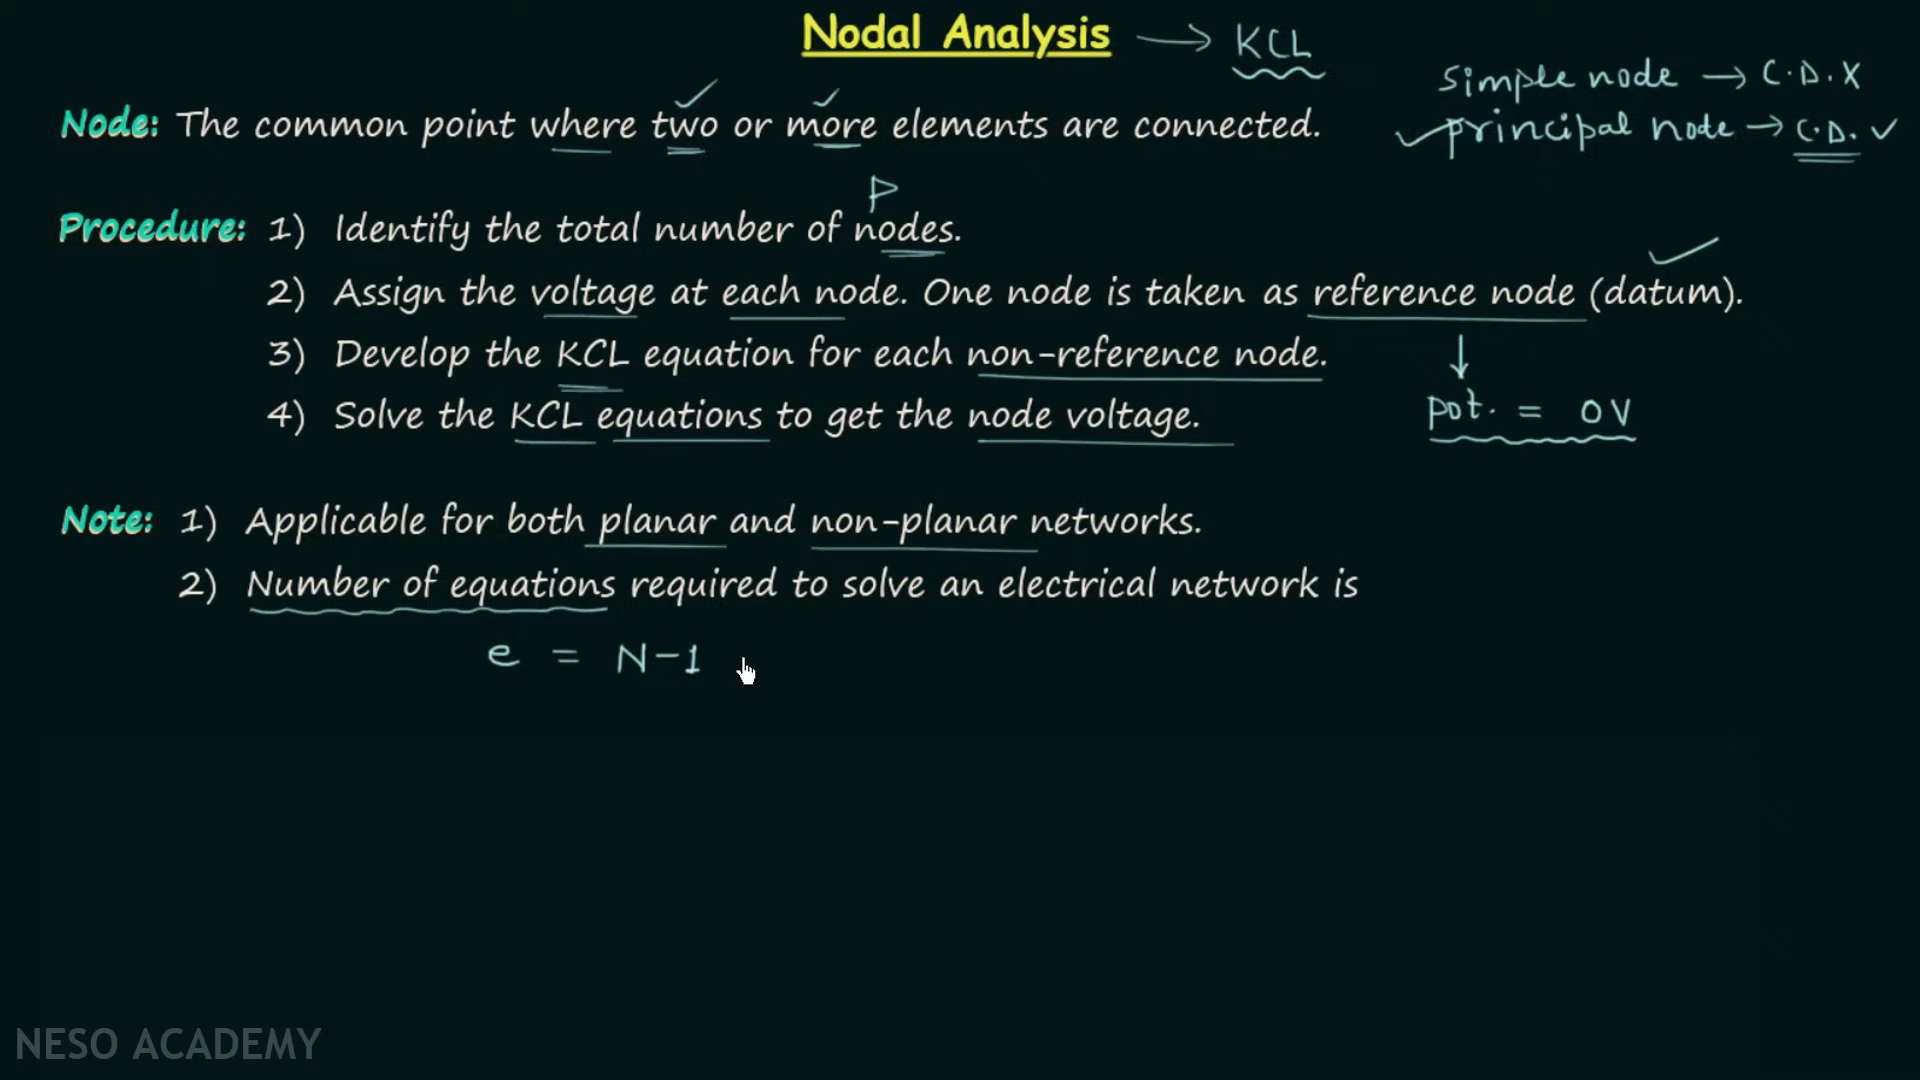 Nodal Analysis → KCL
simple node → C.D. X
Node: The common point where two or more elements are connected.
✓ principal node → C.D. ✓
P
Procedure: 1) Identify the total number of nodes.
2) Assign the voltage at each node. One node is taken as reference node (datum).
3) Develop the KCL equation for each non-reference node.
4) Solve the KCL equations to get the node voltage.
pot. = 0V
Note: 1) Applicable for both planar and non-planar networks.
2) Number of equations required to solve an electrical network is
e = N-1
NESO ACADEMY